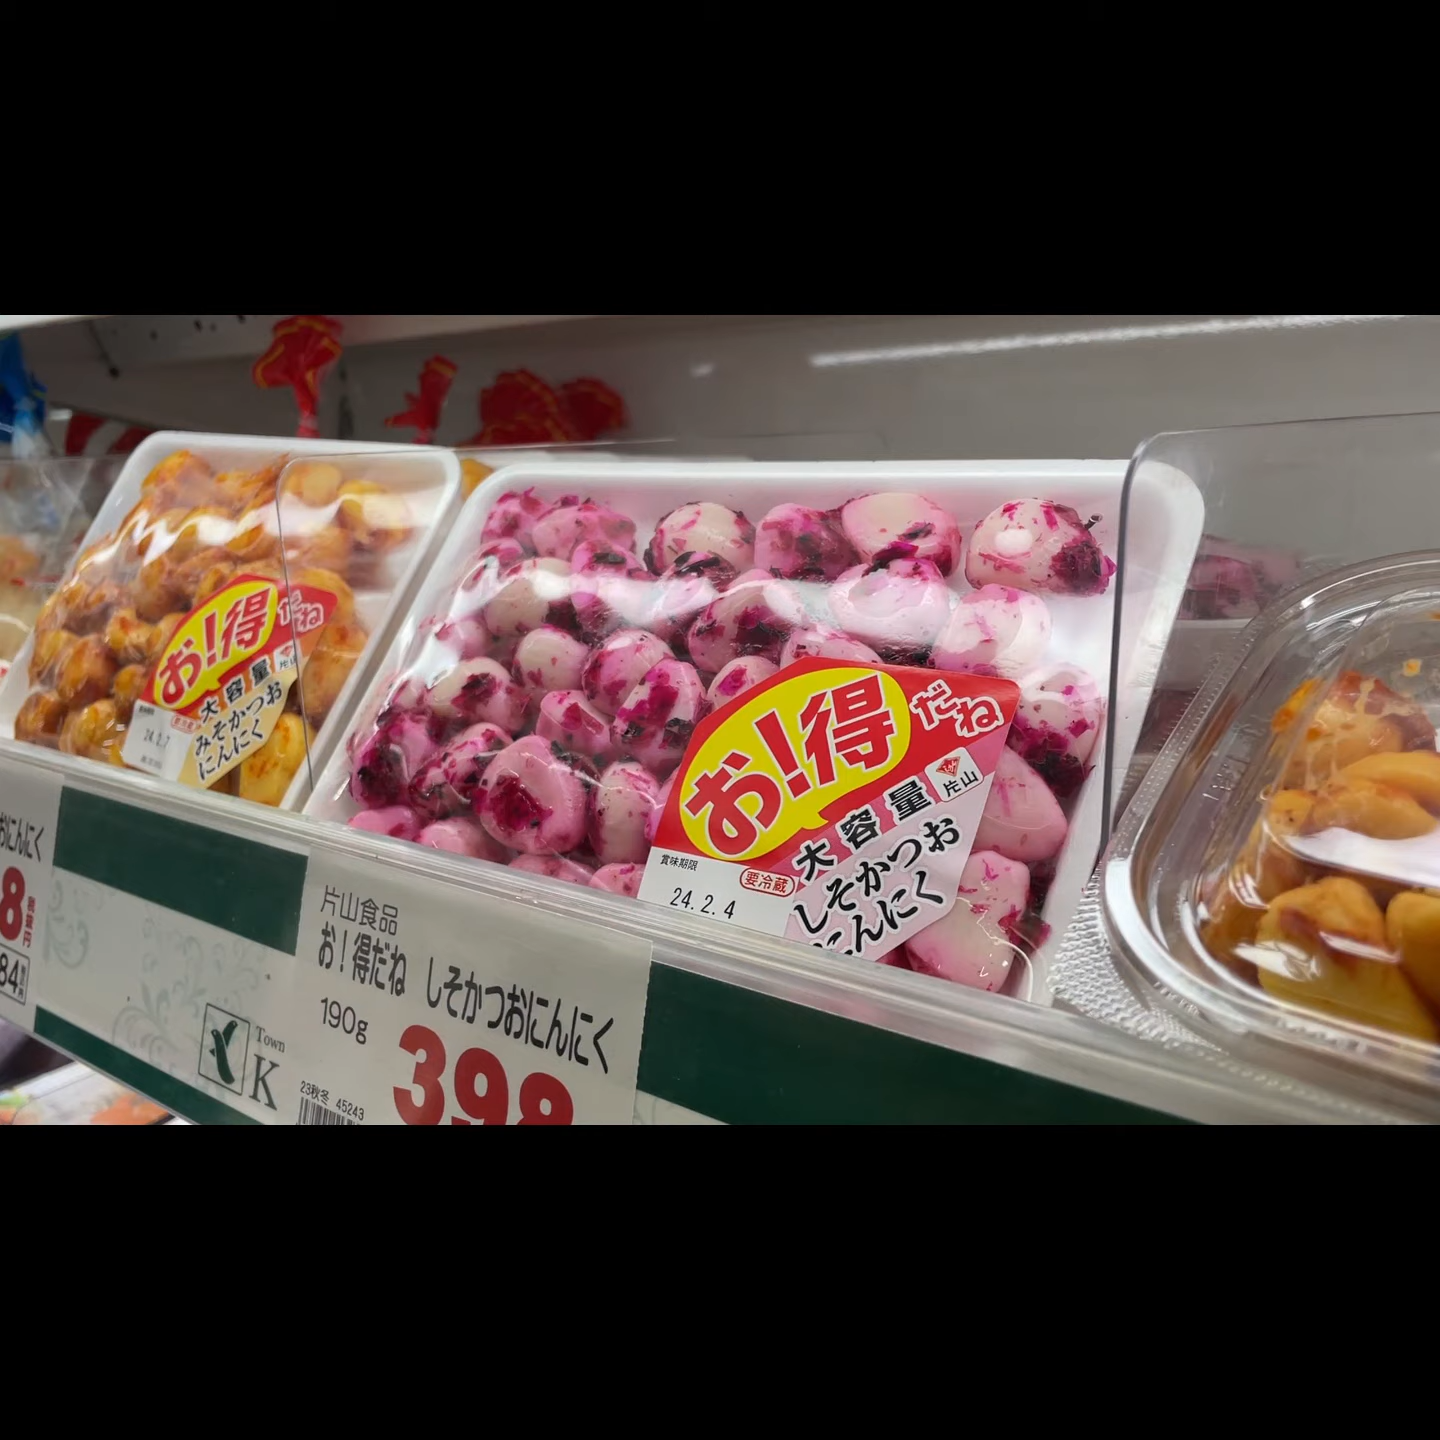 お!得だね
大容量
片山
みそかつお
にんにく
24.2.7
お!得だね
大容量
片山
しそかつお
にんにく
賞味期限
要冷蔵
24.2.4
おにんにく
8
84
片山食品
お!得だね しそかつおにんにく
190g
398
23秋冬 45243
Town
K